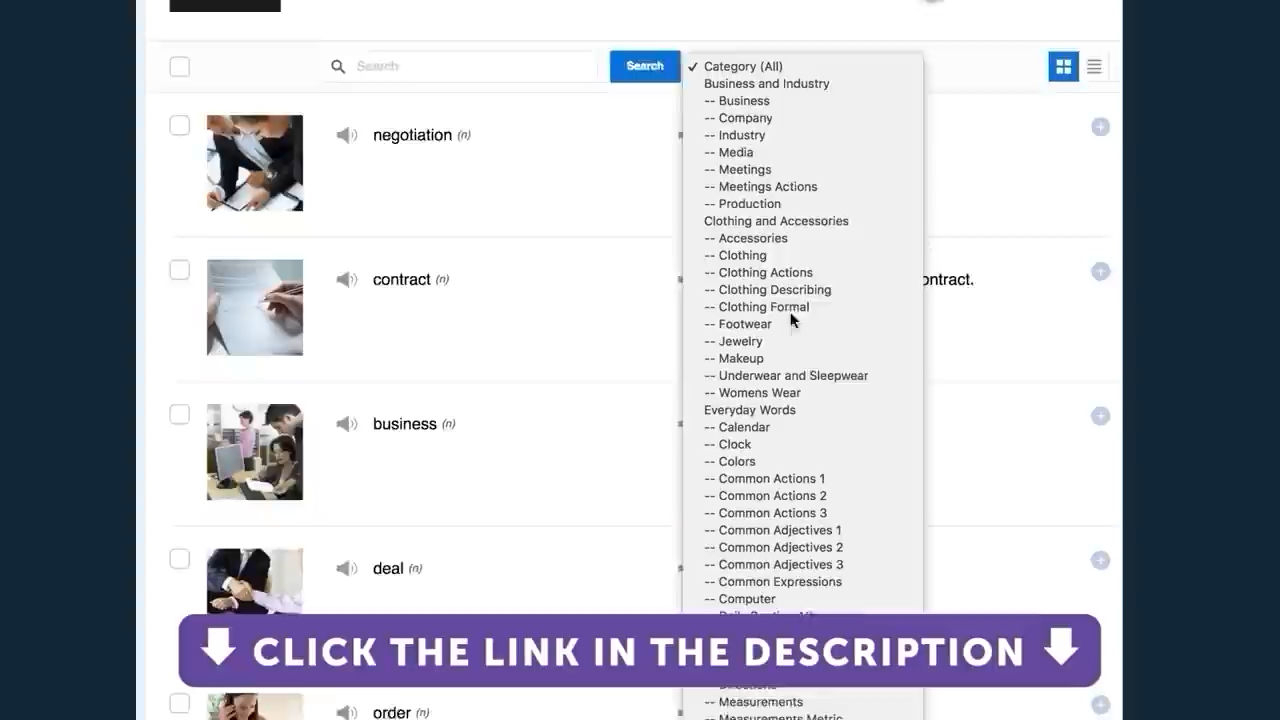 Search
Search
✓ Category (All)
Business and Industry
-- Business
-- Company
-- Industry
-- Media
-- Meetings
-- Meetings Actions
-- Production
Clothing and Accessories
-- Accessories
-- Clothing
-- Clothing Actions
-- Clothing Describing
-- Clothing Formal
-- Footwear
-- Jewelry
-- Makeup
-- Underwear and Sleepwear
-- Womens Wear
Everyday Words
-- Calendar
-- Clock
-- Colors
-- Common Actions 1
-- Common Actions 2
-- Common Actions 3
-- Common Adjectives 1
-- Common Adjectives 2
-- Common Adjectives 3
-- Common Expressions
-- Computer
-- Measurements
-- Measurements Metric
negotiation (n)
contract (n)
ontract.
business (n)
deal (n)
order (n)
CLICK THE LINK IN THE DESCRIPTION